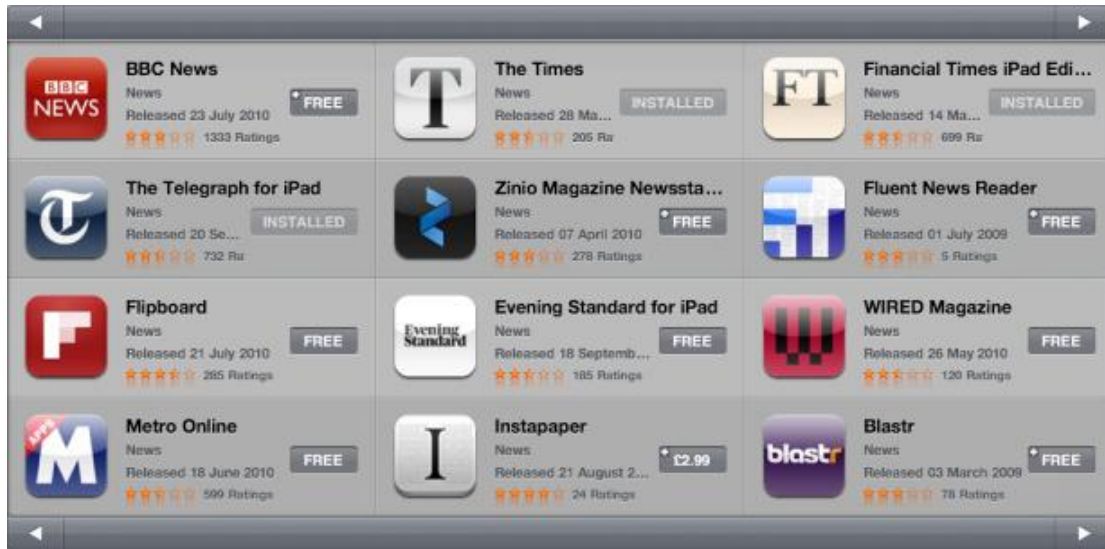 BBC NEWS
BBC News
News
Released 23 July 2010
1333 Ratings
FREE
T
The Times
News
Released 28 Ma...
205 Ra
INSTALLED
FT
Financial Times iPad Edi...
News
Released 14 Ma...
699 Ra
INSTALLED
T
The Telegraph for iPad
News
Released 20 Se...
732 Ra
INSTALLED
Zinio Magazine Newssta...
News
Released 07 April 2010
278 Ratings
FREE
Fluent News Reader
News
Released 01 July 2009
5 Ratings
FREE
Flipboard
News
Released 21 July 2010
285 Ratings
FREE
Evening
Standard
Evening Standard for iPad
News
Released 18 Septemb...
185 Ratings
FREE
W
WIRED Magazine
News
Released 26 May 2010
120 Ratings
FREE
APPS
M
Metro Online
News
Released 18 June 2010
599 Ratings
FREE
I
Instapaper
News
Released 21 August 2...
24 Ratings
£2.99
blastr
Blastr
News
Released 03 March 2009
78 Ratings
FREE